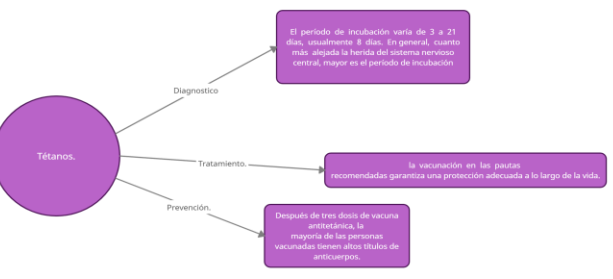 El período de incubación varía de 3 a 21
días, usualmente 8 días. En general, cuanto
más alejada la herida del sistema nervioso
central, mayor es el período de incubación
Diagnostico
Tétanos.
Tratamiento.
la vacunación en las pautas
recomendadas garantiza una protección adecuada a lo largo de la vida.
Prevención.
Después de tres dosis de vacuna
antitetánica, la
mayoría de las personas
vacunadas tienen altos títulos de
anticuerpos.